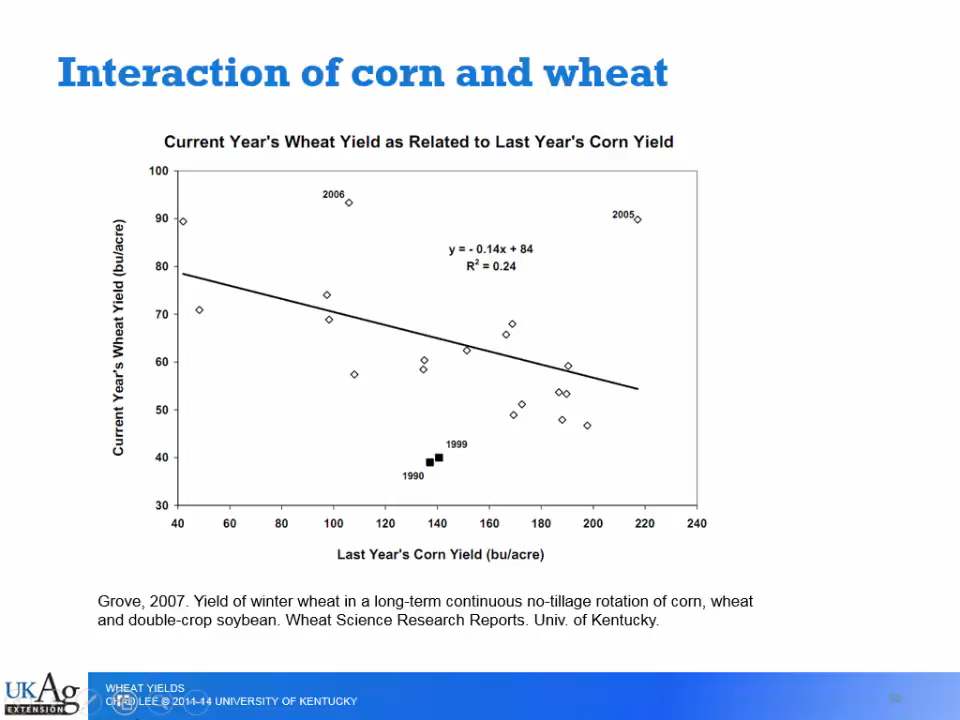 Interaction of corn and wheat
Current Year's Wheat Yield as Related to Last Year's Corn Yield
100
90
80
70
60
50
40
30
Current Year's Wheat Yield (bu/acre)
2006
2005
y = - 0.14x + 84
R² = 0.24
1999
1990
40 60 80 100 120 140 160 180 200 220 240
Last Year's Corn Yield (bu/acre)
Grove, 2007. Yield of winter wheat in a long-term continuous no-tillage rotation of corn, wheat
and double-crop soybean. Wheat Science Research Reports. Univ. of Kentucky.
UKAg
EXTENSION
WHEAT YIELDS
CHAD LEE © 2011-14 UNIVERSITY OF KENTUCKY